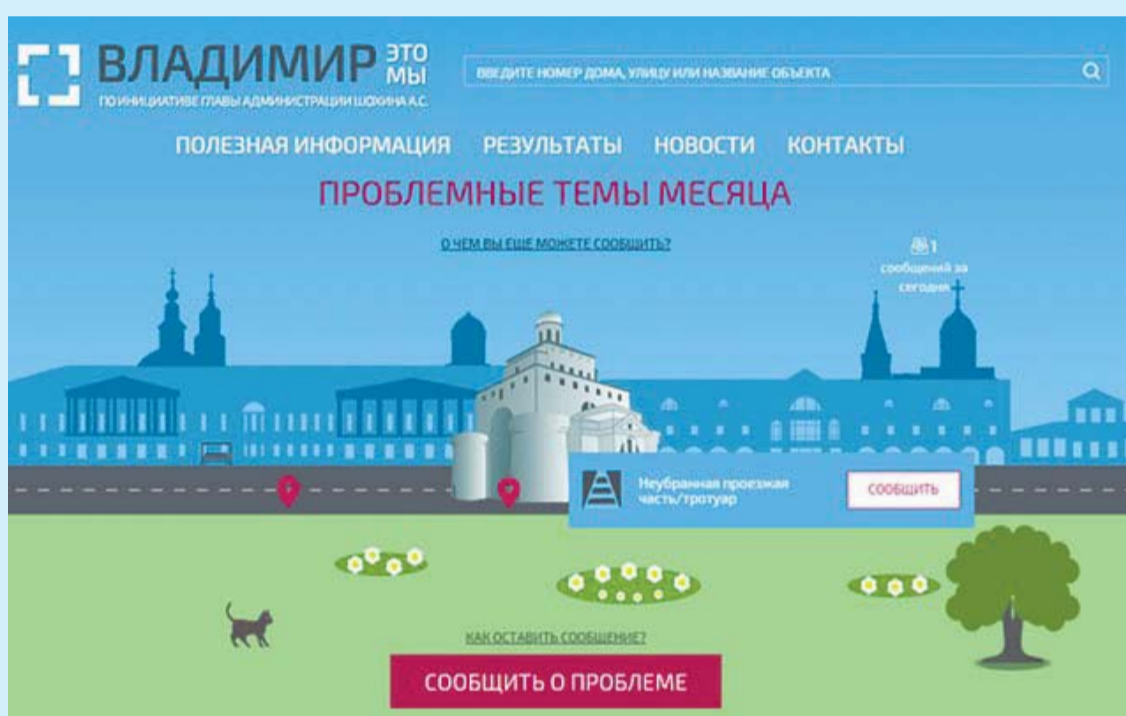 ВЛАДИМИР ЭТО МЫ
ПО ИНИЦИАТИВЕ ГЛАВЫ АДМИНИСТРАЦИИ ШОХИНА А.С.
ВВЕДИТЕ НОМЕР ДОМА, УЛИЦУ ИЛИ НАЗВАНИЕ ОБЪЕКТА
ПОЛЕЗНАЯ ИНФОРМАЦИЯ РЕЗУЛЬТАТЫ НОВОСТИ КОНТАКТЫ
ПРОБЛЕМНЫЕ ТЕМЫ МЕСЯЦА
О ЧЕМ ВЫ ЕЩЕ МОЖЕТЕ СООБЩИТЬ?
1
сообщений за
сегодня
Неубранная проезжая
часть/тротуар
СООБЩИТЬ
КАК ОСТАВИТЬ СООБЩЕНИЕ?
СООБЩИТЬ О ПРОБЛЕМЕ